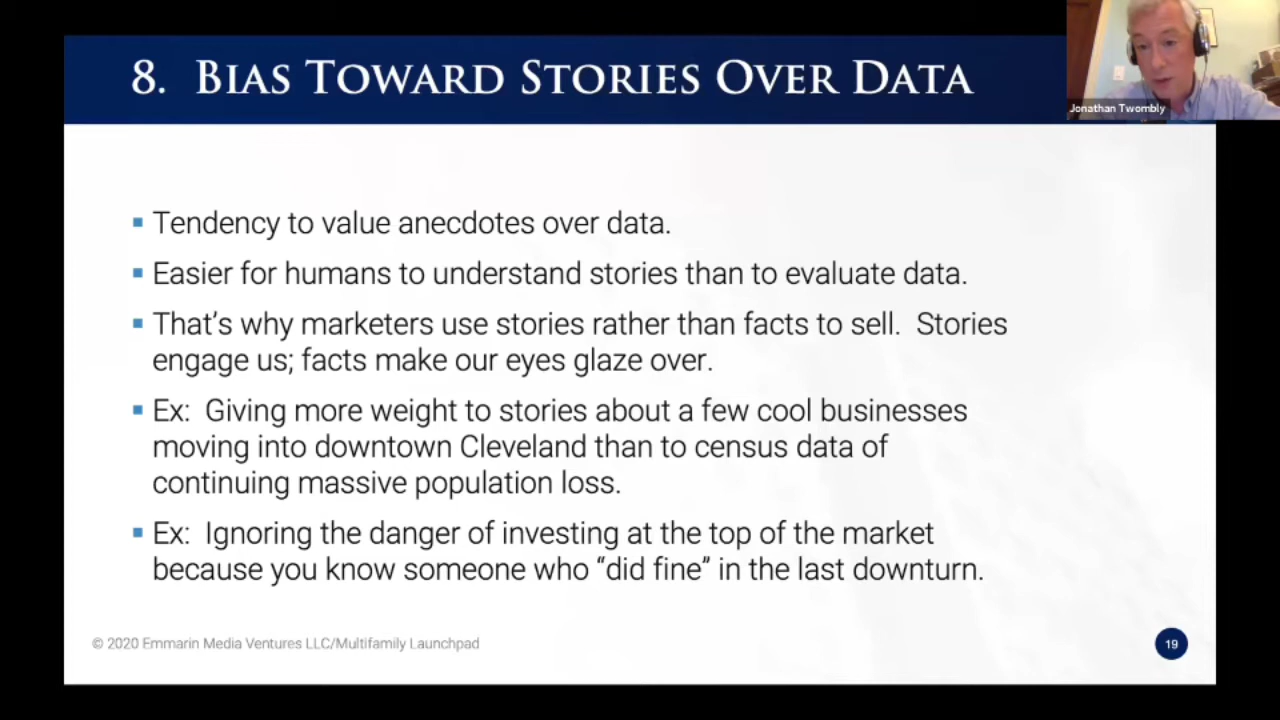 8. Bias Toward Stories Over Data
Jonathan Twombly
▪ Tendency to value anecdotes over data.
▪ Easier for humans to understand stories than to evaluate data.
▪ That’s why marketers use stories rather than facts to sell. Stories
engage us; facts make our eyes glaze over.
▪ Ex: Giving more weight to stories about a few cool businesses
moving into downtown Cleveland than to census data of
continuing massive population loss.
▪ Ex: Ignoring the danger of investing at the top of the market
because you know someone who “did fine” in the last downturn.
© 2020 Emmarin Media Ventures LLC/Multifamily Launchpad
19